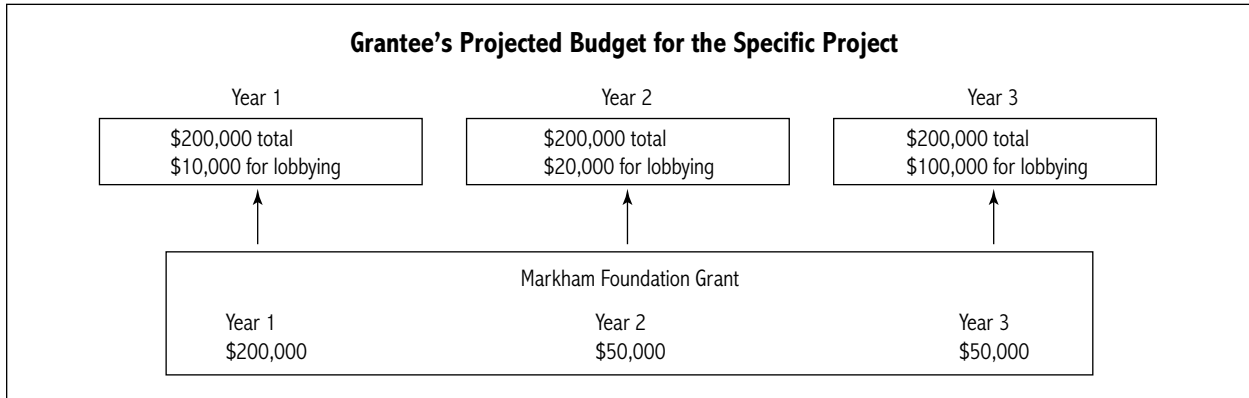 Grantee’s Projected Budget for the Specific Project
Year 1
Year 2
Year 3
$200,000 total
$10,000 for lobbying
$200,000 total
$20,000 for lobbying
$200,000 total
$100,000 for lobbying
Markham Foundation Grant
Year 1
$200,000
Year 2
$50,000
Year 3
$50,000